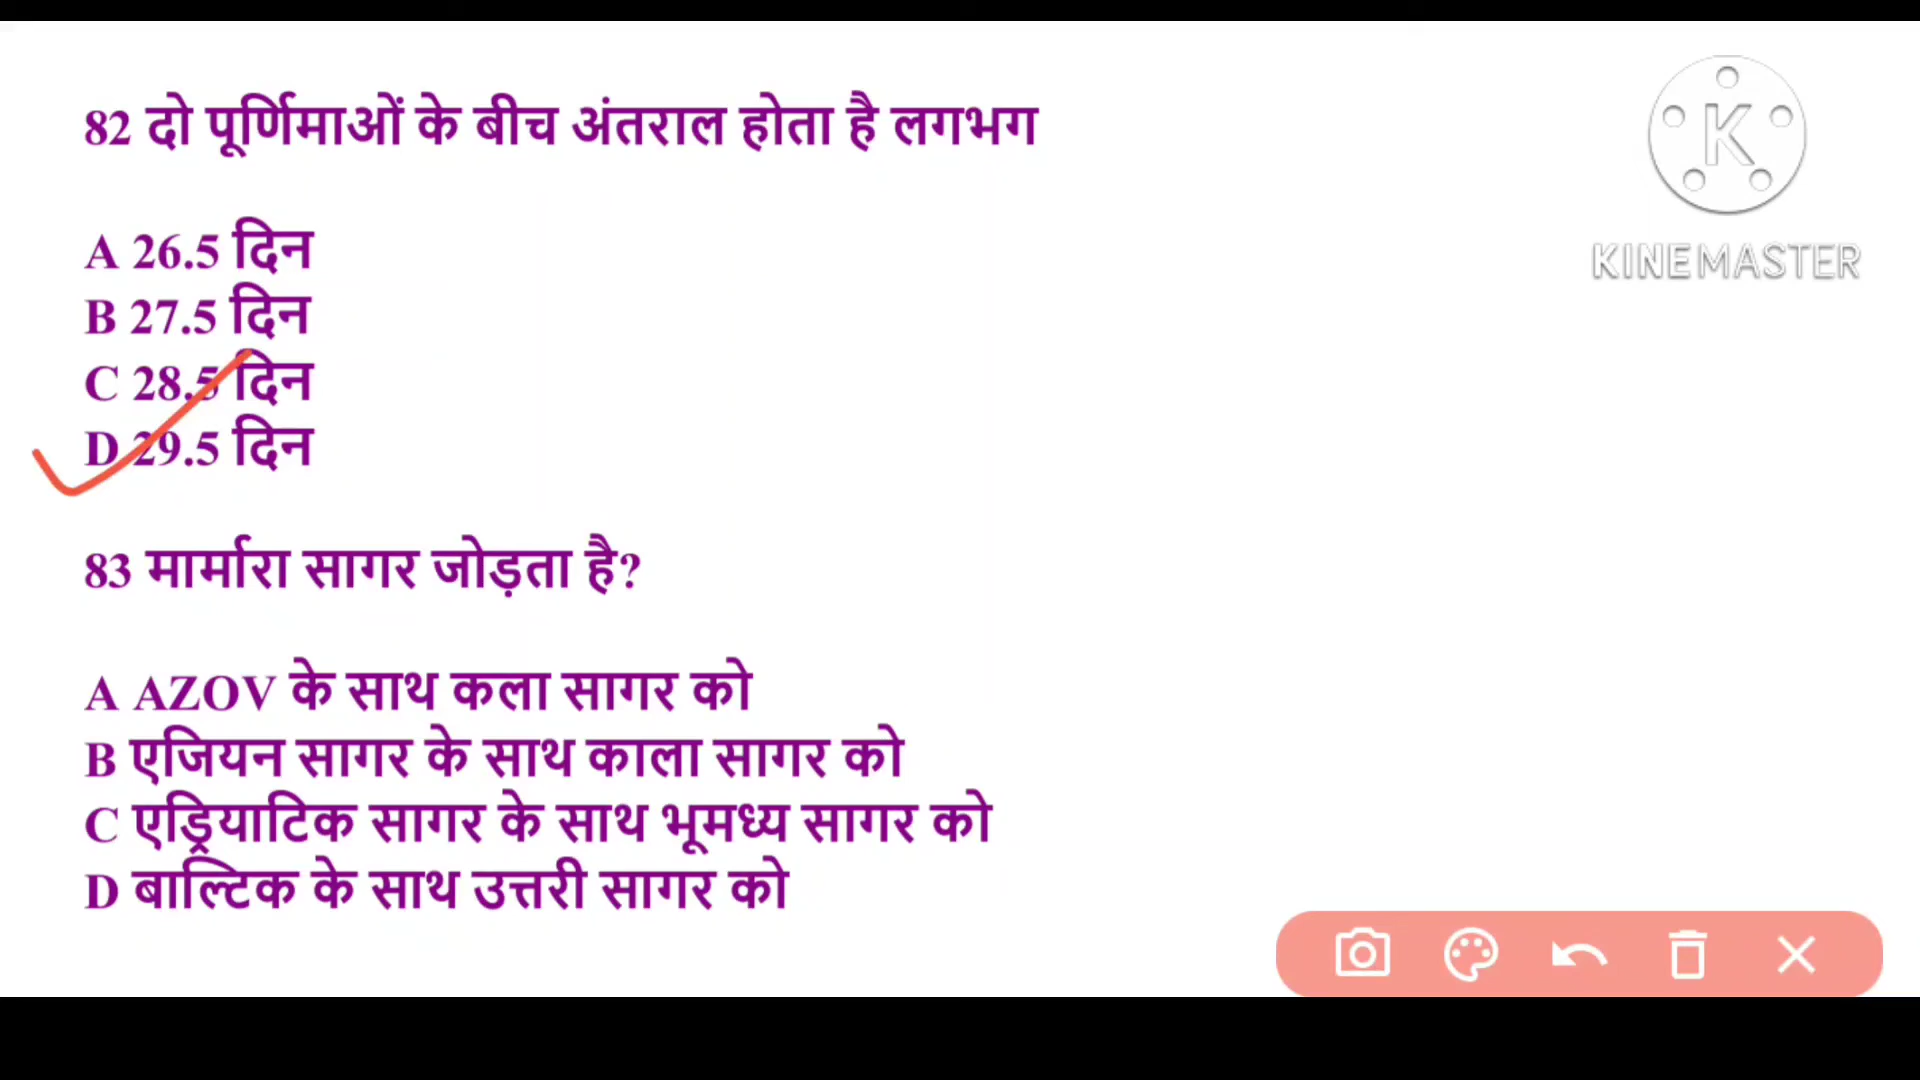 82 दो पूर्णिमाओं के बीच अंतराल होता है लगभग
A 26.5 दिन
B 27.5 दिन
C 28.5 दिन
D 29.5 दिन
83 मार्मारा सागर जोड़ता है?
A AZOV के साथ कला सागर को
B एजियन सागर के साथ काला सागर को
C एड्रियाटिक सागर के साथ भूमध्य सागर को
D बाल्टिक के साथ उत्तरी सागर को
K
KINEMASTER